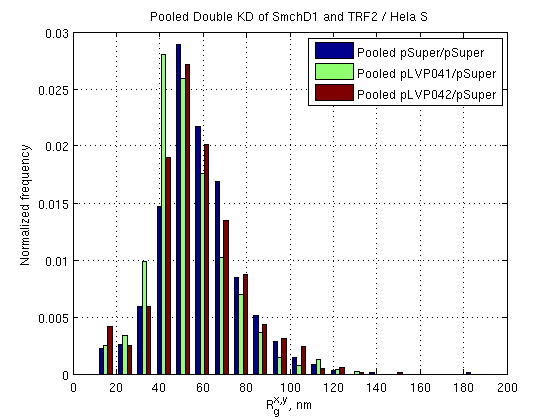 Pooled Double KD of SmchD1 and TRF2 / Hela S
Pooled pSuper/pSuper
Pooled pLVP041/pSuper
Pooled pLVP042/pSuper
Normalized frequency
0.03
0.025
0.02
0.015
0.01
0.005
0
0 20 40 60 80 100 120 140 160 180 200
R_g^{x,y}, nm